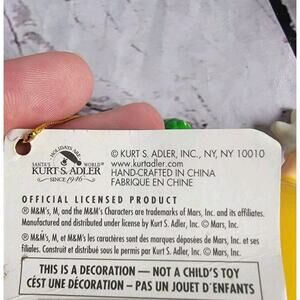 HOLIDAYS ARE
SANTA'S WORLD®
KURT S. ADLER
SINCE 1946
© KURT S. ADLER, INC., NY, NY 10010
www.kurtadler.com
HAND-CRAFTED IN CHINA
FABRIQUE EN CHINE
OFFICIAL LICENSED PRODUCT
® M&M's, M, and the M&M's Characters are trademarks of Mars, Inc. and its affiliates.
Manufactured and distributed under license by Kurt S. Adler, Inc. © Mars, Inc.
® M&M's, M, et M&M's les caractères sont des marques déposées de Mars, Inc. et ses
affiliés. Construit et distribué sous le permis par Kurt S. Adler, Inc. © Mars, Inc.
THIS IS A DECORATION — NOT A CHILD'S TOY
CÉST UNE DÉCORATION – PAS UN JOUET D'ENFANTS